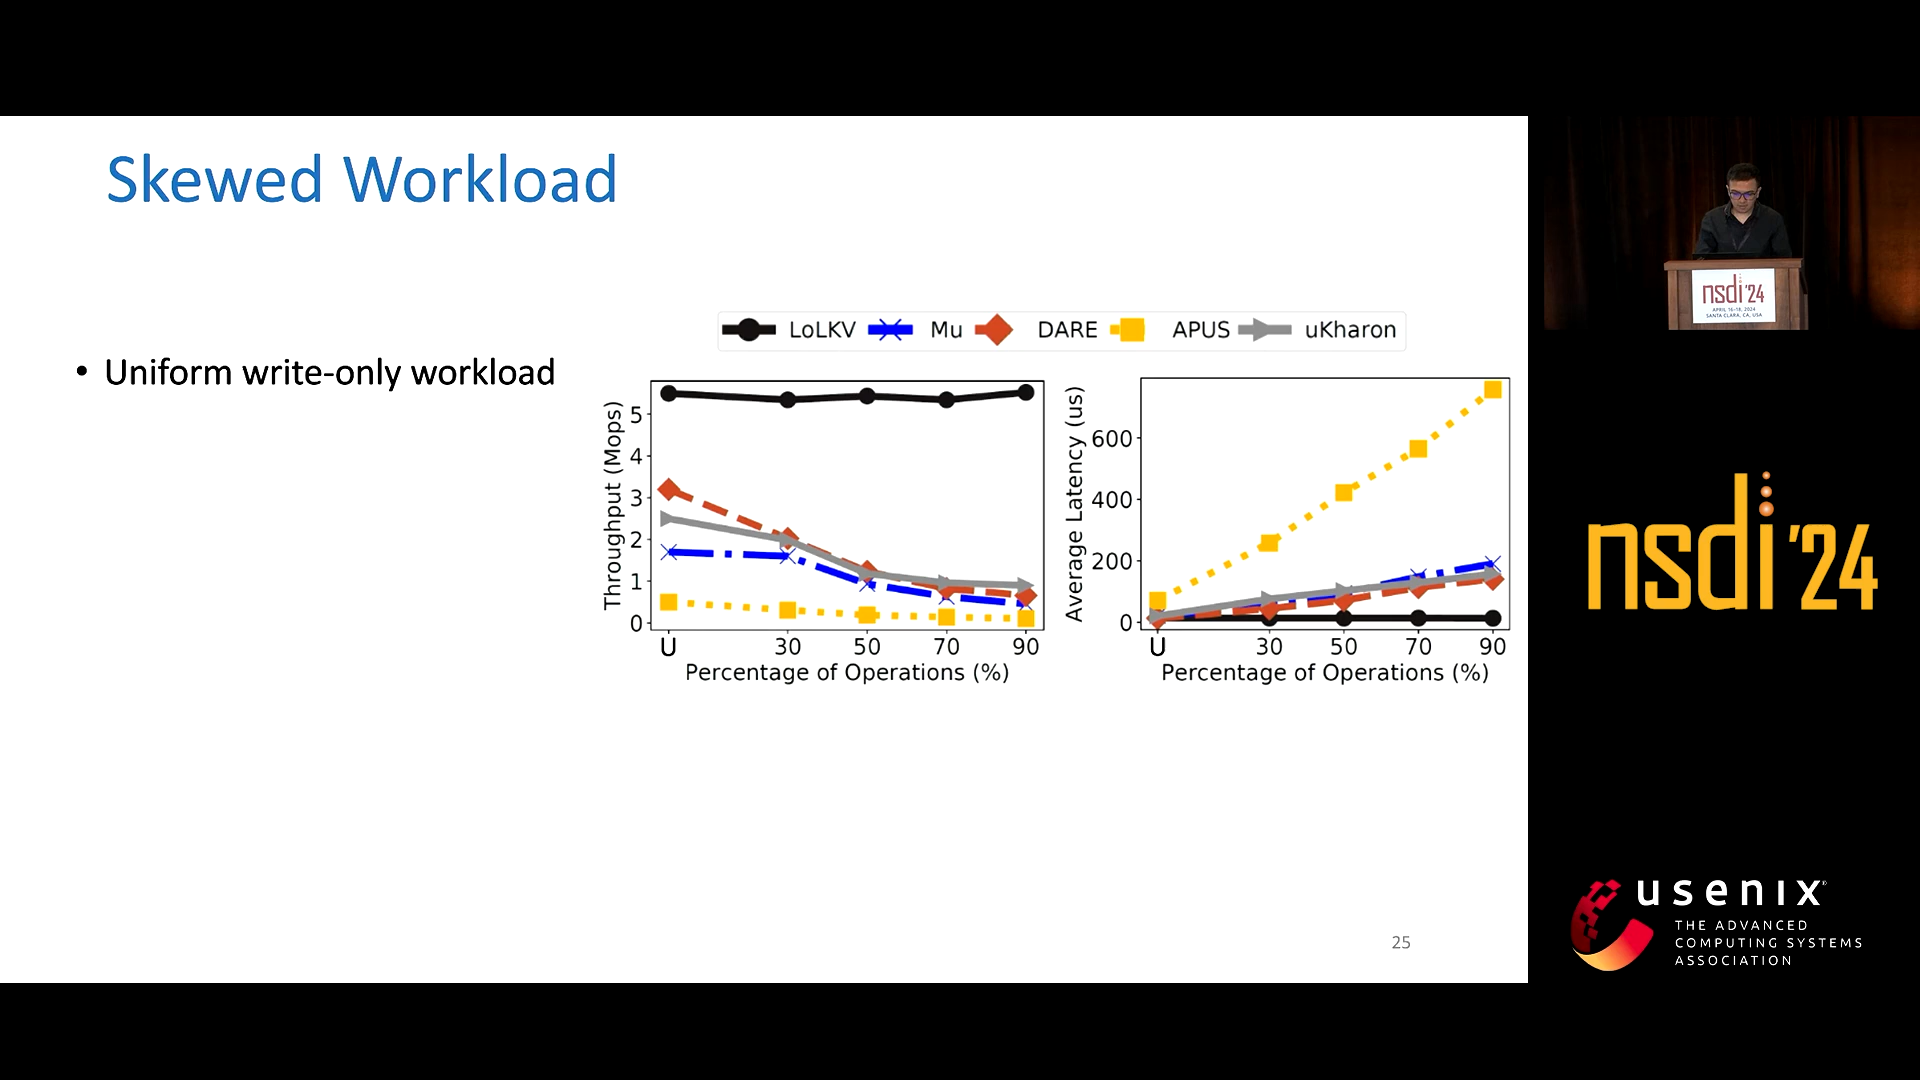 Skewed Workload
• Uniform write-only workload
LoLKV Mu DARE APUS uKharon
Throughput (Mops)
5
4
3
2
1
0
U 30 50 70 90
Percentage of Operations (%)
Average Latency (us)
600
400
200
0
U 30 50 70 90
Percentage of Operations (%)
25
nsdi '24
APRIL 16-18, 2024
SANTA CLARA, CA, USA
nsdi '24
usenix
THE ADVANCED
COMPUTING SYSTEMS
ASSOCIATION